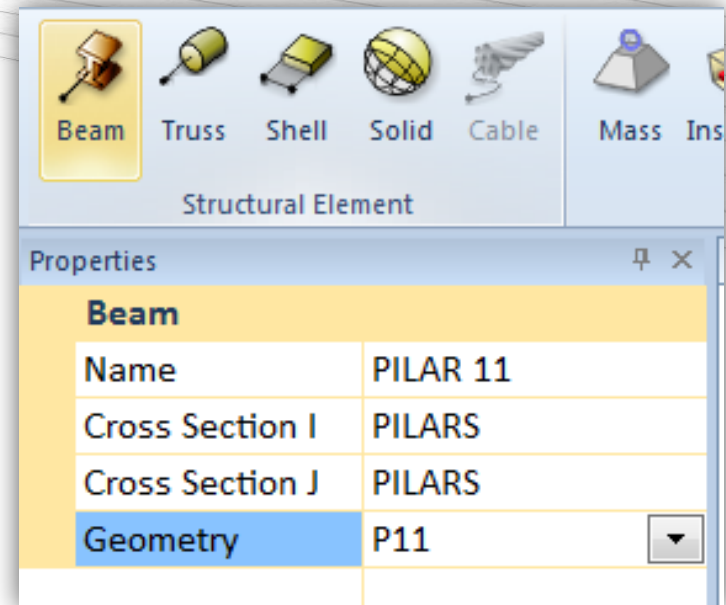 Beam Truss Shell Solid Cable Mass Ins
Structural Element
Properties
Beam
Name PILAR 11
Cross Section I PILARS
Cross Section J PILARS
Geometry P11